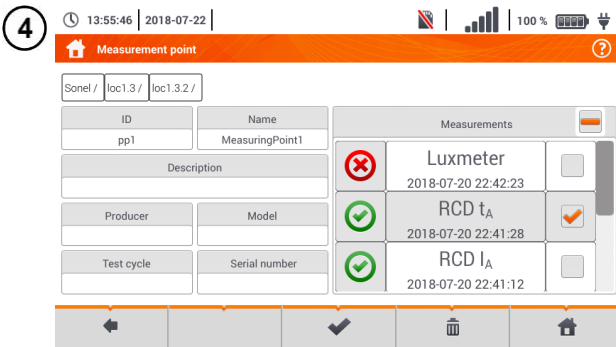 4
13:55:46 2018-07-22 100 %
Measurement point ?
Sonel / loc1.3 / loc1.3.2 /
ID Name Measurements
pp1 MeasuringPoint1
Description
Luxmeter
2018-07-20 22:42:23
Producer Model
RCD tA
2018-07-20 22:41:28
Test cycle Serial number
RCD IA
2018-07-20 22:41:12